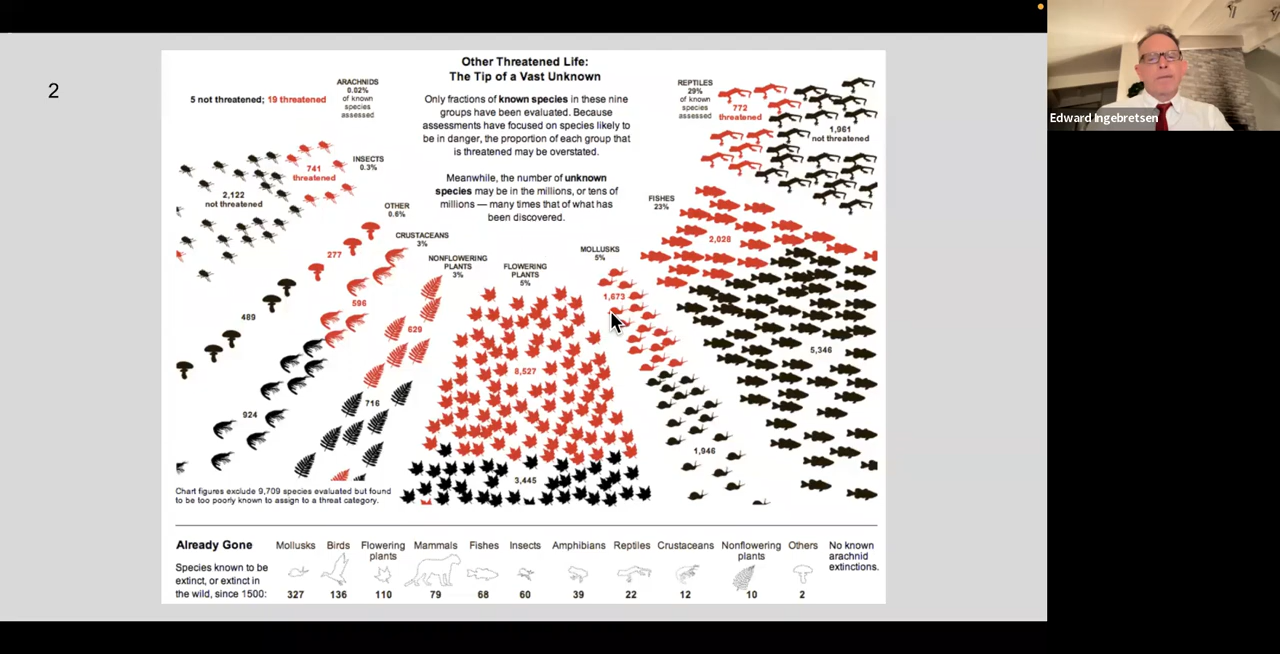 2
Other Threatened Life:
The Tip of a Vast Unknown
Only fractions of known species in these nine
groups have been evaluated. Because
assessments have focused on species likely to
be in danger, the proportion of each group that
is threatened may be overstated.
Meanwhile, the number of unknown
species may be in the millions, or tens of
millions — many times that of what has
been discovered.
5 not threatened; 19 threatened
ARACHNIDS
0.02%
of known
species
assessed
INSECTS
0.3%
741
threatened
2,122
not threatened
OTHER
0.6%
277
489
CRUSTACEANS
3%
596
924
NONFLOWERING
PLANTS
3%
629
716
FLOWERING
PLANTS
5%
8,527
3,445
MOLLUSKS
5%
1,673
1,946
FISHES
23%
2,028
5,346
REPTILES
29%
of known
species
assessed
772
threatened
1,961
not threatened
Edward Ingebretsen
Chart figures exclude 9,709 species evaluated but found
to be too poorly known to assign to a threat category.
Already Gone
Species known to be
extinct, or extinct in
the wild, since 1500:
Mollusks
327
Birds
136
Flowering
plants
110
Mammals
79
Fishes
68
Insects
60
Amphibians
39
Reptiles
22
Crustaceans
12
Nonflowering
plants
10
Others
2
No known
arachnid
extinctions.